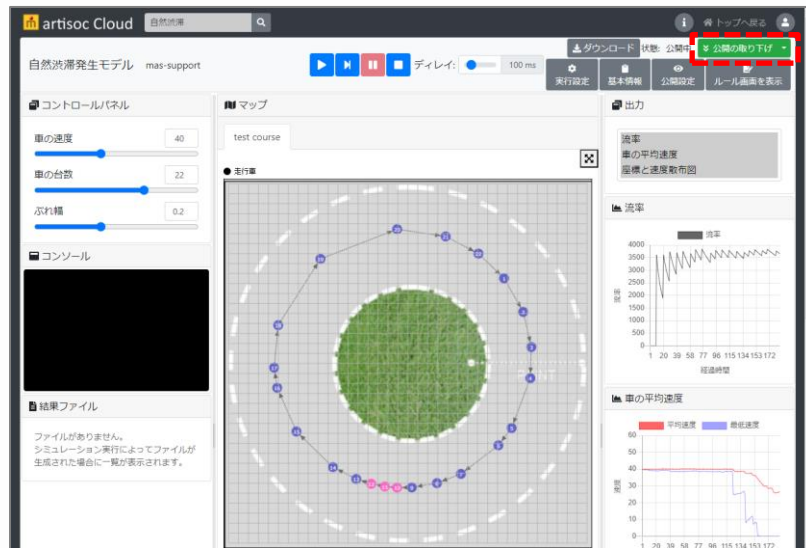 artisoc Cloud 自然渋滞 トップへ戻る
自然渋滞発生モデル mas-support ディレイ: 100 ms ダウンロード 状態: 公開中 公開の取り下げ
実行設定 基本情報 公開設定 ルール画面を表示
コントロールパネル
車の速度 40
車の台数 22
ぶれ幅 0.2
コンソール
結果ファイル
ファイルがありません。
シミュレーション実行によってファイルが
生成された場合に一覧が表示されます。
マップ
test course
走行車
出力
流率
車の平均速度
座標と速度散布図
流率
流率
4000
3500
3000
2500
2000
1500
1000
500
0
流率
1 20 39 58 77 96 115 134 153 172
経過時間
車の平均速度
平均速度 最低速度
60
50
40
30
20
10
0
速度
1 20 39 58 77 96 115 134 153 172